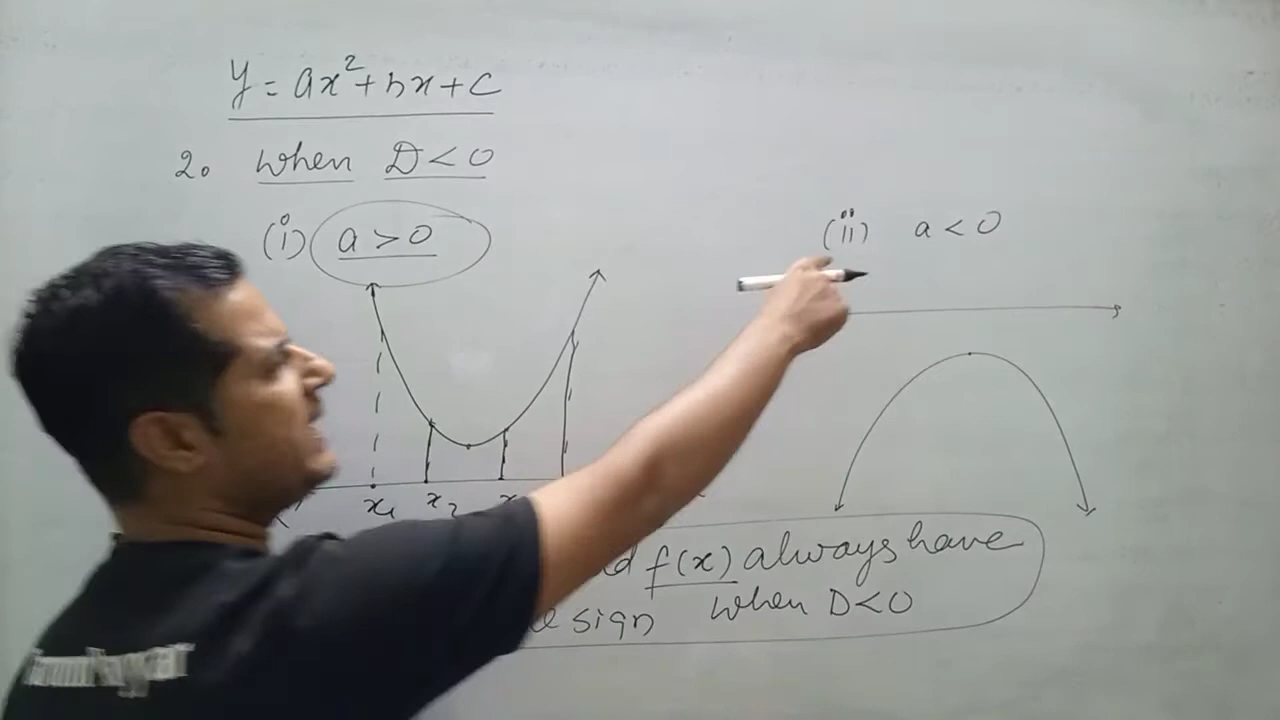 y = ax² + bx + c
2. when D < 0
(i) a > 0
(ii) a < 0
x₁ x₂
f(x) always have
sign when D < 0